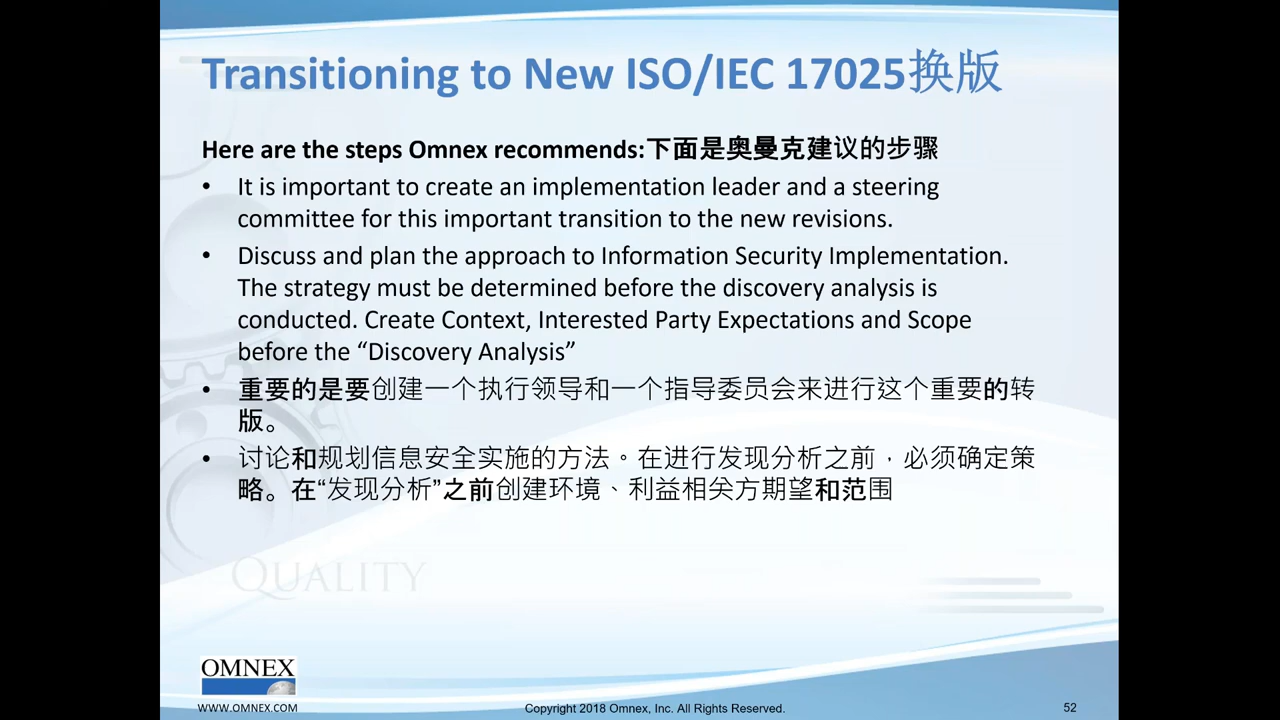 Transitioning to New ISO/IEC 17025换版
Here are the steps Omnex recommends:下面是奥曼克建议的步骤
• It is important to create an implementation leader and a steering
committee for this important transition to the new revisions.
• Discuss and plan the approach to Information Security Implementation.
The strategy must be determined before the discovery analysis is
conducted. Create Context, Interested Party Expectations and Scope
before the “Discovery Analysis”
• 重要的是要创建一个执行领导和一个指导委员会来进行这个重要的转
版。
• 讨论和规划信息安全实施的方法。在进行发现分析之前，必须确定策
略。在“发现分析”之前创建环境、利益相关方期望和范围
QUALITY
OMNEX
WWW.OMNEX.COM
Copyright 2018 Omnex, Inc. All Rights Reserved.
52